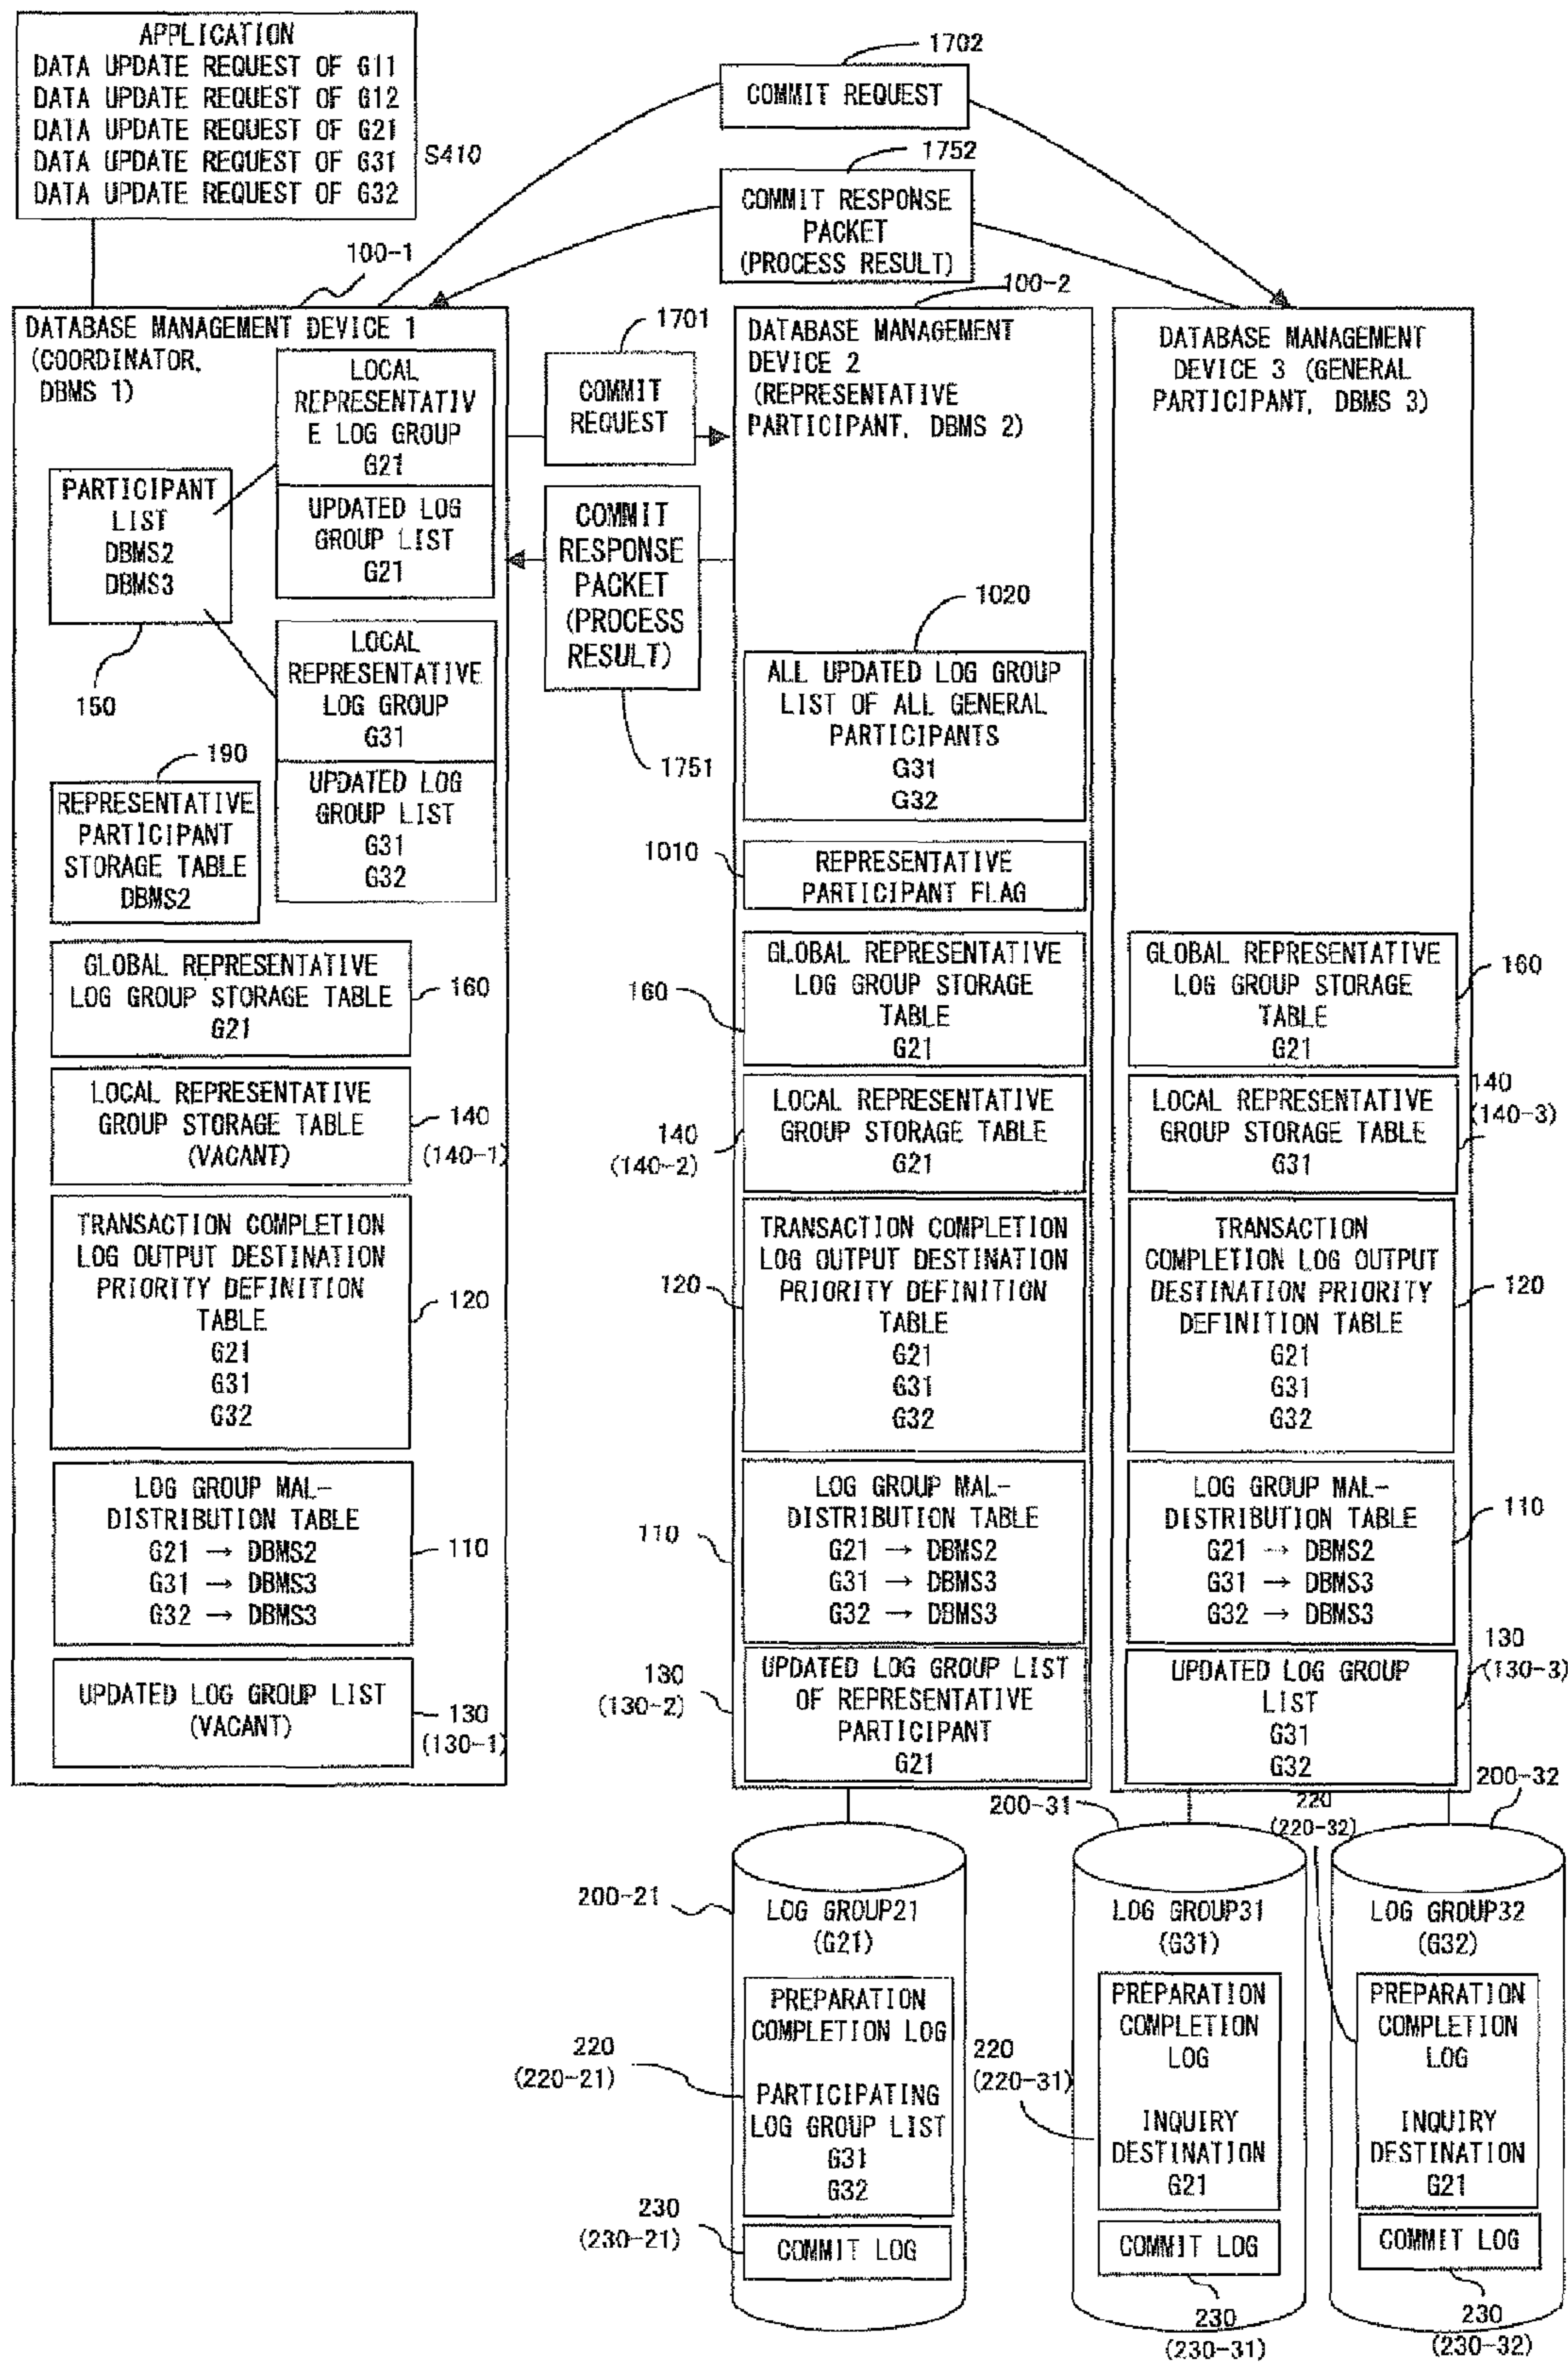 APPLICATION
DATA UPDATE REQUEST OF G11
DATA UPDATE REQUEST OF G12
DATA UPDATE REQUEST OF G21
DATA UPDATE REQUEST OF G31
DATA UPDATE REQUEST OF G32
S410
1702
COMMIT REQUEST
1752
COMMIT RESPONSE
PACKET
(PROCESS RESULT)
100-1
DATABASE MANAGEMENT DEVICE 1
(COORDINATOR,
DBMS 1)
LOCAL
REPRESENTATIV
E LOG GROUP
G21
UPDATED LOG
GROUP LIST
G21
PARTICIPANT
LIST
DBMS2
DBMS3
150
LOCAL
REPRESENTATIVE
LOG GROUP
G31
UPDATED LOG
GROUP LIST
G31
G32
190
REPRESENTATIVE
PARTICIPANT
STORAGE TABLE
DBMS2
GLOBAL REPRESENTATIVE
LOG GROUP STORAGE TABLE
G21
160
LOCAL REPRESENTATIVE
GROUP STORAGE TABLE
(VACANT)
140
(140-1)
TRANSACTION COMPLETION
LOG OUTPUT DESTINATION
PRIORITY DEFINITION
TABLE
G21
G31
G32
120
LOG GROUP MAL-
DISTRIBUTION TABLE
G21 → DBMS2
G31 → DBMS3
G32 → DBMS3
110
UPDATED LOG GROUP LIST
(VACANT)
130
(130-1)
1701
COMMIT
REQUEST
COMMIT
RESPONSE
PACKET
(PROCESS
RESULT)
1751
100-2
DATABASE MANAGEMENT
DEVICE 2
(REPRESENTATIVE
PARTICIPANT, DBMS 2)
1020
ALL UPDATED LOG GROUP
LIST OF ALL GENERAL
PARTICIPANTS
G31
G32
1010
REPRESENTATIVE
PARTICIPANT FLAG
160
GLOBAL REPRESENTATIVE
LOG GROUP STORAGE
TABLE
G21
140
(140-2)
LOCAL REPRESENTATIVE
GROUP STORAGE TABLE
G21
120
TRANSACTION COMPLETION
LOG OUTPUT DESTINATION
PRIORITY DEFINITION
TABLE
G21
G31
G32
110
LOG GROUP MAL-
DISTRIBUTION TABLE
G21 → DBMS2
G31 → DBMS3
G32 → DBMS3
130
(130-2)
UPDATED LOG GROUP LIST
OF REPRESENTATIVE
PARTICIPANT
G21
DATABASE MANAGEMENT
DEVICE 3 (GENERAL
PARTICIPANT, DBMS 3)
GLOBAL REPRESENTATIVE
LOG GROUP STORAGE
TABLE
G21
160
LOCAL REPRESENTATIVE
GROUP STORAGE TABLE
G31
140
(140-3)
TRANSACTION
COMPLETION LOG OUTPUT
DESTINATION PRIORITY
DEFINITION TABLE
G21
G31
G32
120
LOG GROUP MAL-
DISTRIBUTION TABLE
G21 → DBMS2
G31 → DBMS3
G32 → DBMS3
110
UPDATED LOG GROUP
LIST
G31
G32
130
(130-3)
200-21
LOG GROUP21
(G21)
PREPARATION
COMPLETION LOG
PARTICIPATING
LOG GROUP LIST
G31
G32
220
(220-21)
COMMIT LOG
230
(230-21)
200-31
LOG GROUP31
(G31)
PREPARATION
COMPLETION
LOG
INQUIRY
DESTINATION
G21
220
(220-31)
COMMIT LOG
230
(230-31)
200-32
220
(220-32)
LOG GROUP32
(G32)
PREPARATION
COMPLETION
LOG
INQUIRY
DESTINATION
G21
COMMIT LOG
230
(230-32)